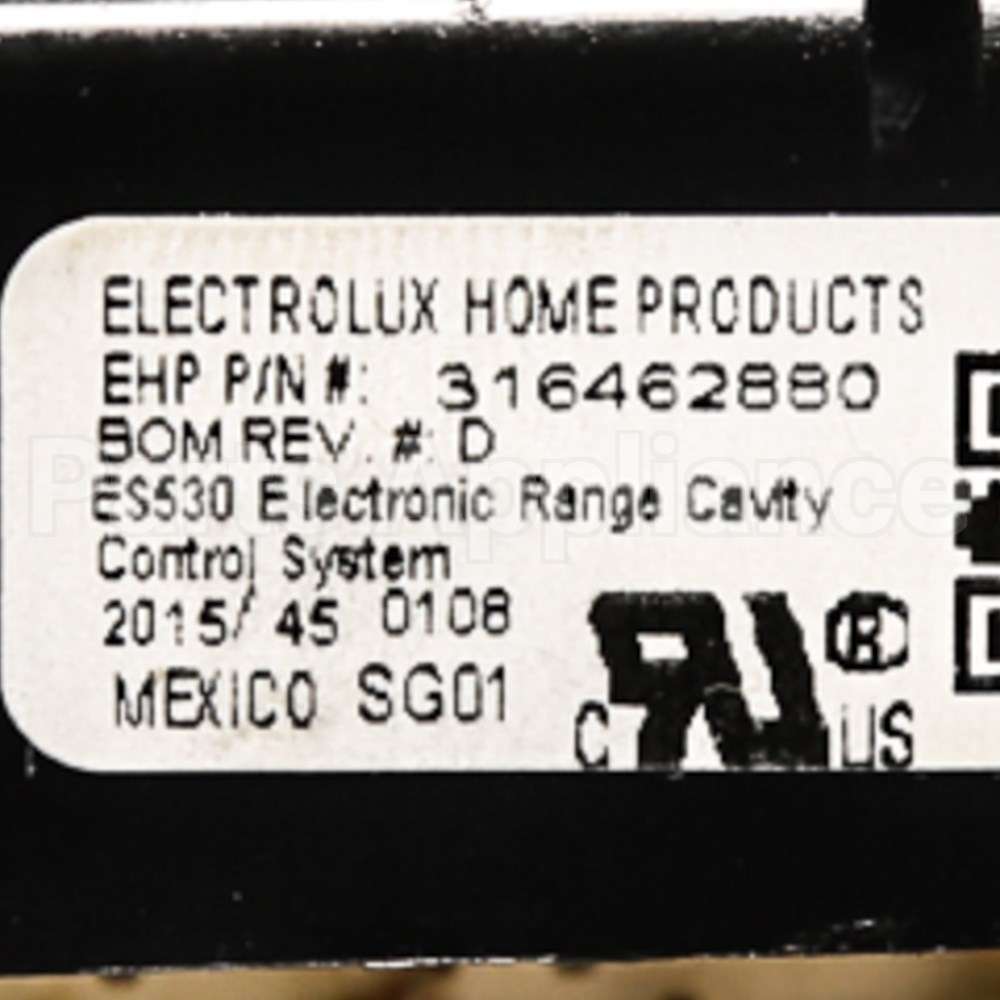 ELECTROLUX HOME PRODUCTS
EHP P/N #: 316462880
BOM REV. #: D
ES530 Electronic Range Cavity
Control System
2015/ 45 0108
MEXICO SG01
C RU ® US